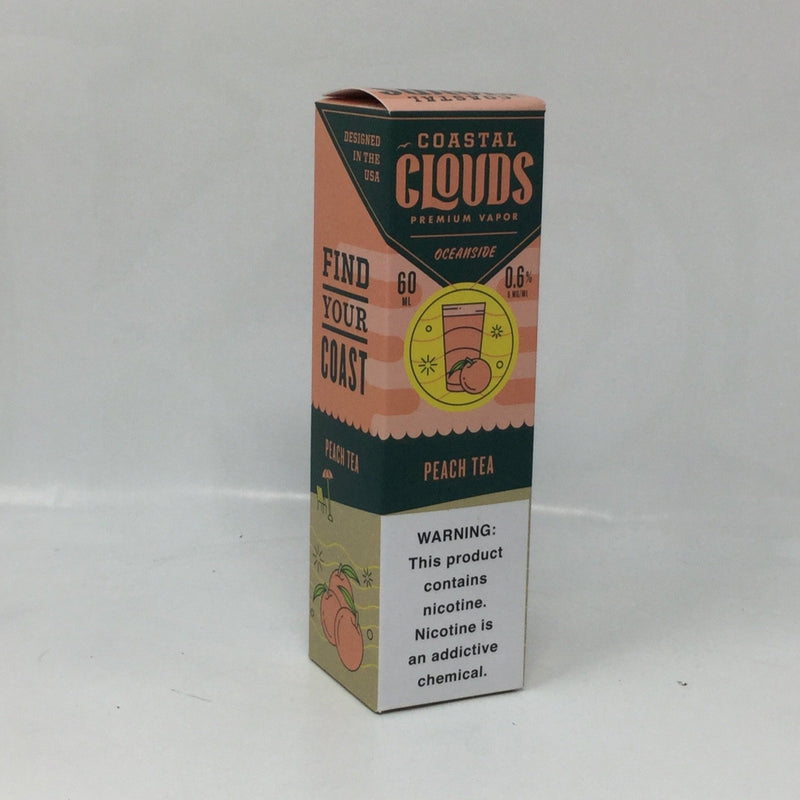 COASTAL
DESIGNED
IN THE
USA
FIND
YOUR
COAST
PEACH TEA
COASTAL
CLOUDS
PREMIUM VAPOR
OCEANSIDE
60
ML
0.6%
6 MG/ML
PEACH TEA
WARNING:
This product
contains
nicotine.
Nicotine is
an addictive
chemical.